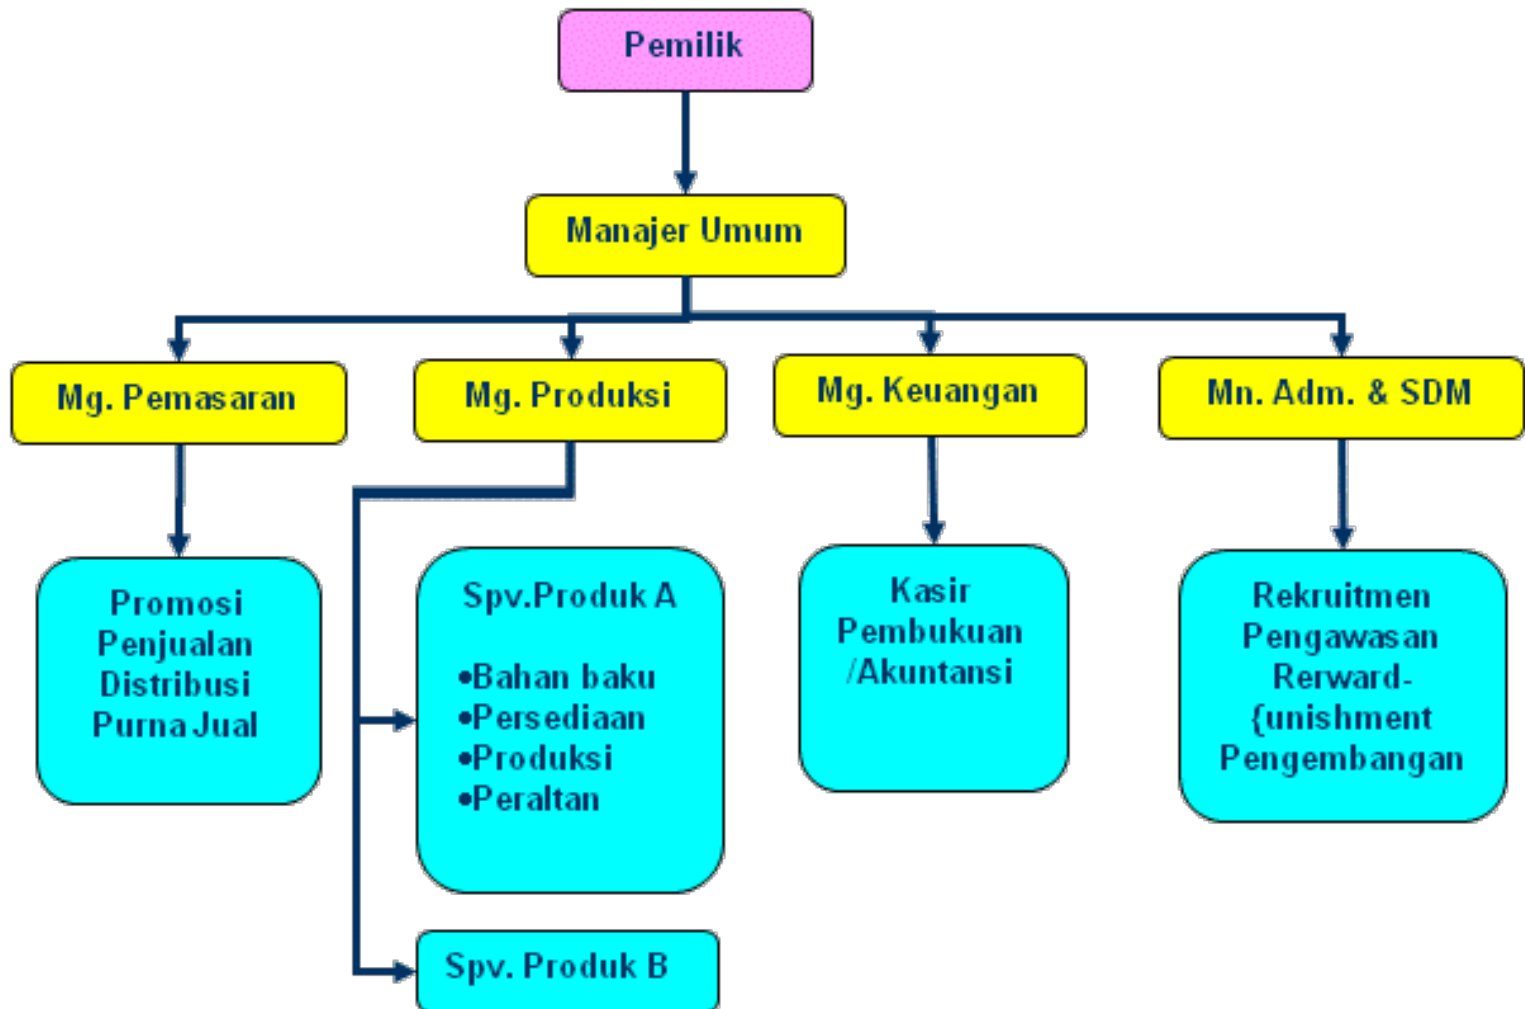 Pemilik
Manajer Umum
Mg. Pemasaran
Mg. Produksi
Mg. Keuangan
Mn. Adm. & SDM
Promosi
Penjualan
Distribusi
Purna Jual
Spv.Produk A
•Bahan baku
•Persediaan
•Produksi
•Peraltan
Spv. Produk B
Kasir
Pembukuan
/Akuntansi
Rekruitmen
Pengawasan
Rerward-
{unishment
Pengembangan